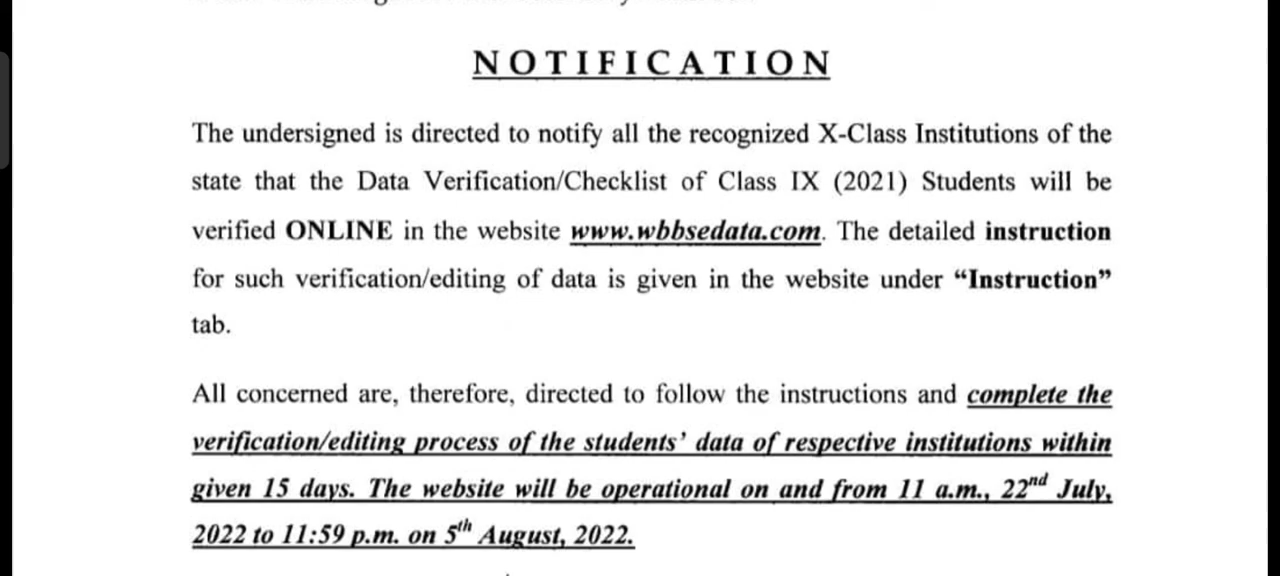 NOTIFICATION
The undersigned is directed to notify all the recognized X-Class Institutions of the
state that the Data Verification/Checklist of Class IX (2021) Students will be
verified ONLINE in the website www.wbbsedata.com. The detailed instruction
for such verification/editing of data is given in the website under “Instruction”
tab.
All concerned are, therefore, directed to follow the instructions and complete the
verification/editing process of the students’ data of respective institutions within
given 15 days. The website will be operational on and from 11 a.m., 22nd July,
2022 to 11:59 p.m. on 5th August, 2022.